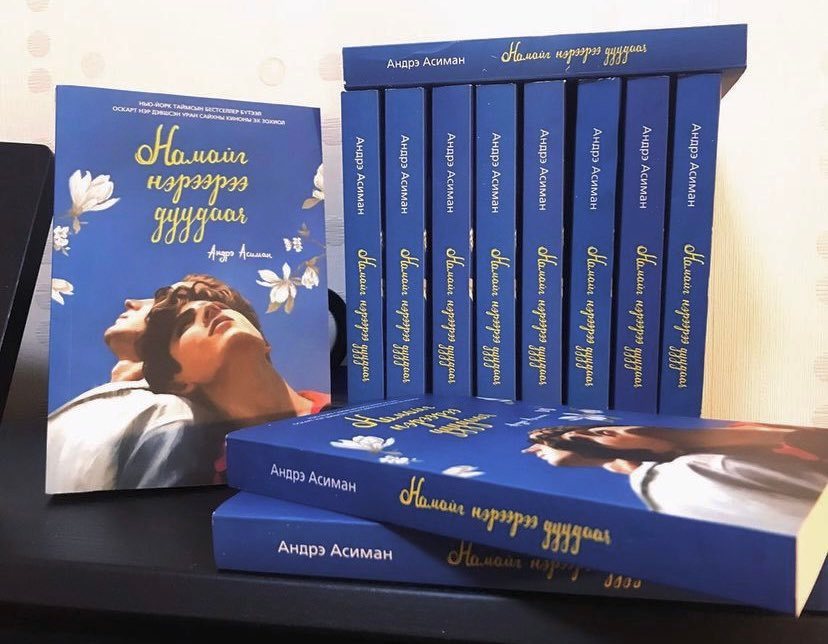 НЬЮ-ЙОРК ТАЙМСЫН БЕСТСЕЛЛЕР БҮТЭЭЛ
ОСКАРТ НЭР ДЭВШСЭН УРАН САЙХНЫ КИНОНЫ ЭХ ЗОХИОЛ
Намайг
нэрээрээ
дуудаач
Андрэ Асиман
Андрэ Асиман Намайг нэрээрээ дуудаач
Андрэ Асиман Намайг нэрээрээ дуудаач
Андрэ Асиман Намайг нэрээрээ дуудаач
Андрэ Асиман Намайг нэрээрээ дуудаач
Андрэ Асиман Намайг нэрээрээ дуудаач
Андрэ Асиман Намайг нэрээрээ дуудаач
Андрэ Асиман Намайг нэрээрээ дуудаач
Андрэ Асиман Намайг нэрээрээ дуудаач
Андрэ Асиман Намайг нэрээрээ дуудаач
Намайг
нэрээрээ
дуудаач
Андрэ Асиман Намайг нэрээрээ дуудаач
Андрэ Асиман Намайг нэрээрээ дуудаач